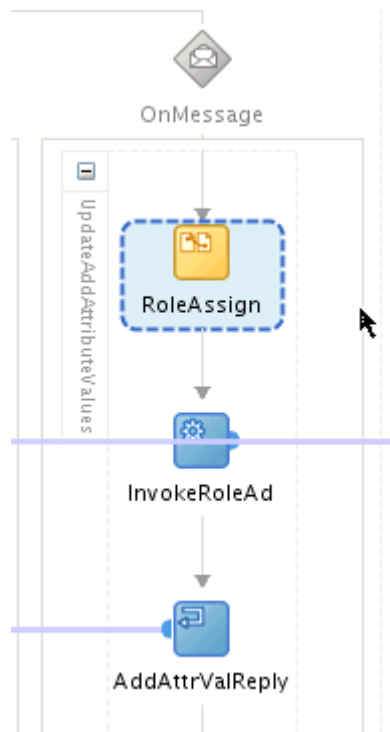 OnMessage
UpdateAddAttributeValues
RoleAssign
InvokeRoleAd
AddAttrValReply